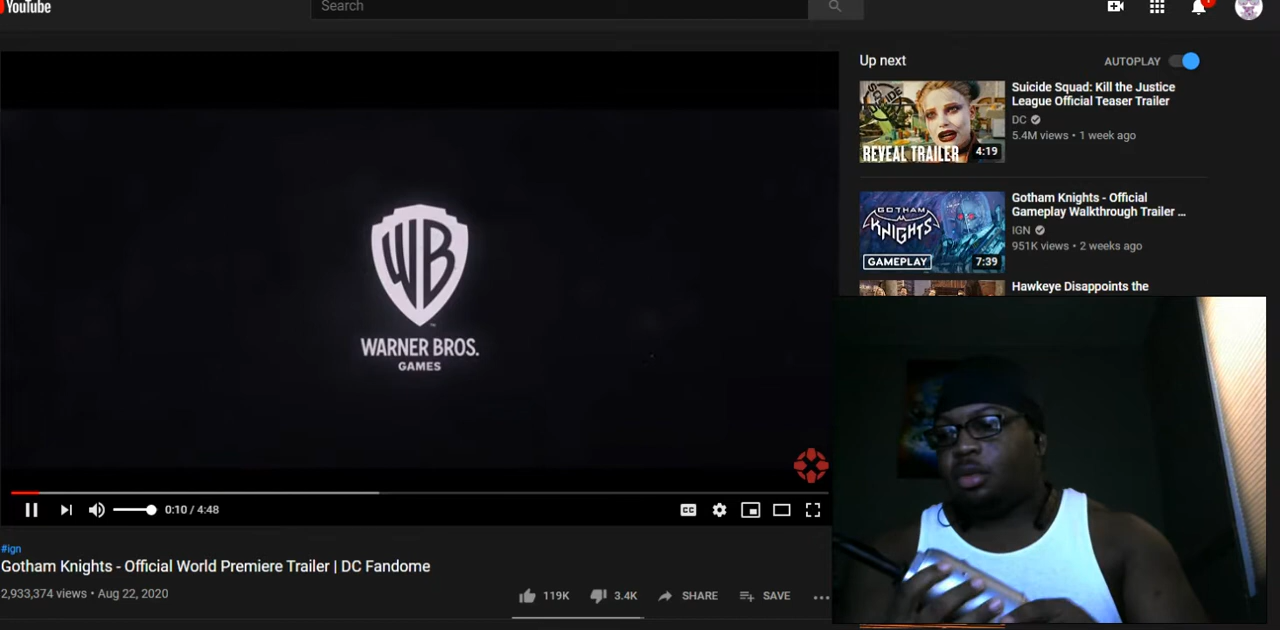 YouTube
Search
WB
WARNER BROS.
GAMES
0:10 / 4:48
CC
#ign
Gotham Knights - Official World Premiere Trailer | DC Fandome
2,933,374 views • Aug 22, 2020
119K
3.4K
SHARE
SAVE
Up next
AUTOPLAY
REVEAL TRAILER
4:19
Suicide Squad: Kill the Justice
League Official Teaser Trailer
DC
5.4M views • 1 week ago
GOTHAM
KNIGHTS
GAMEPLAY
7:39
Gotham Knights - Official
Gameplay Walkthrough Trailer ...
IGN
951K views • 2 weeks ago
Hawkeye Disappoints the